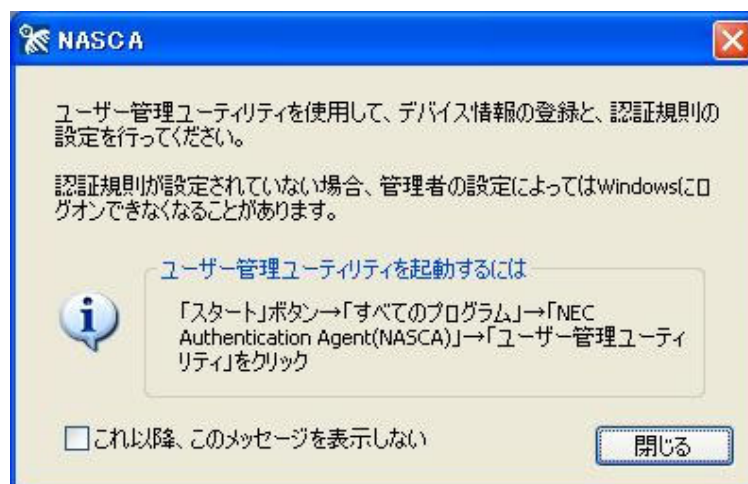 NASCA
ユーザー管理ユーティリティを使用して、デバイス情報の登録と、認証規則の
設定を行ってください。
認証規則が設定されていない場合、管理者の設定によってはWindowsにロ
グオンできなくなることがあります。
ユーザー管理ユーティリティを起動するには
「スタート」ボタン→「すべてのプログラム」→「NEC
Authentication Agent(NASCA)」→「ユーザー管理ユーティ
リティ」をクリック
これ以降、このメッセージを表示しない
閉じる